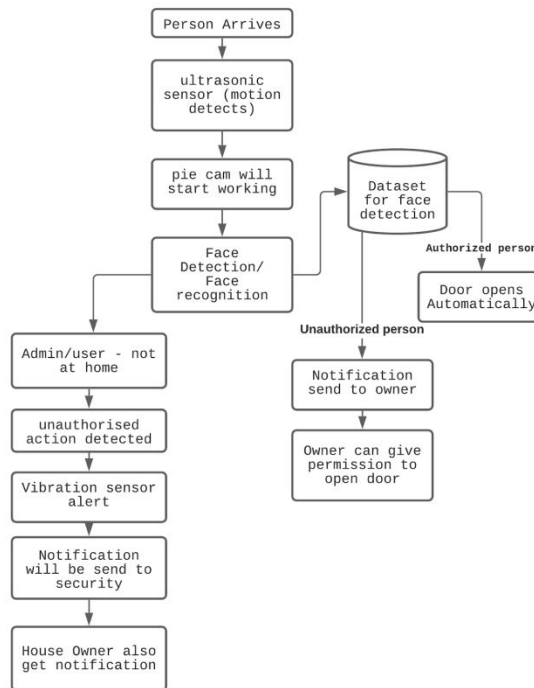 Person Arrives
ultrasonic
sensor (motion
detects)
pie cam will
start working
Face
Detection/
Face
recognition
Dataset
for face
detection
Authorized person
Door opens
Automatically
Unauthorized person
Notification
send to owner
Owner can give
permission to
open door
Admin/user - not
at home
unauthorised
action detected
Vibration sensor
alert
Notification
will be send to
security
House Owner also
get notification